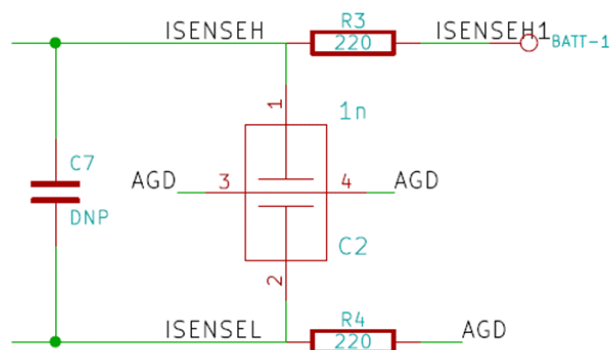 ISENSEH
R3
220
ISENSEH1
BATT-1
1
1n
C7
DNP
AGD
3
4
AGD
C2
2
ISENSEL
R4
220
AGD